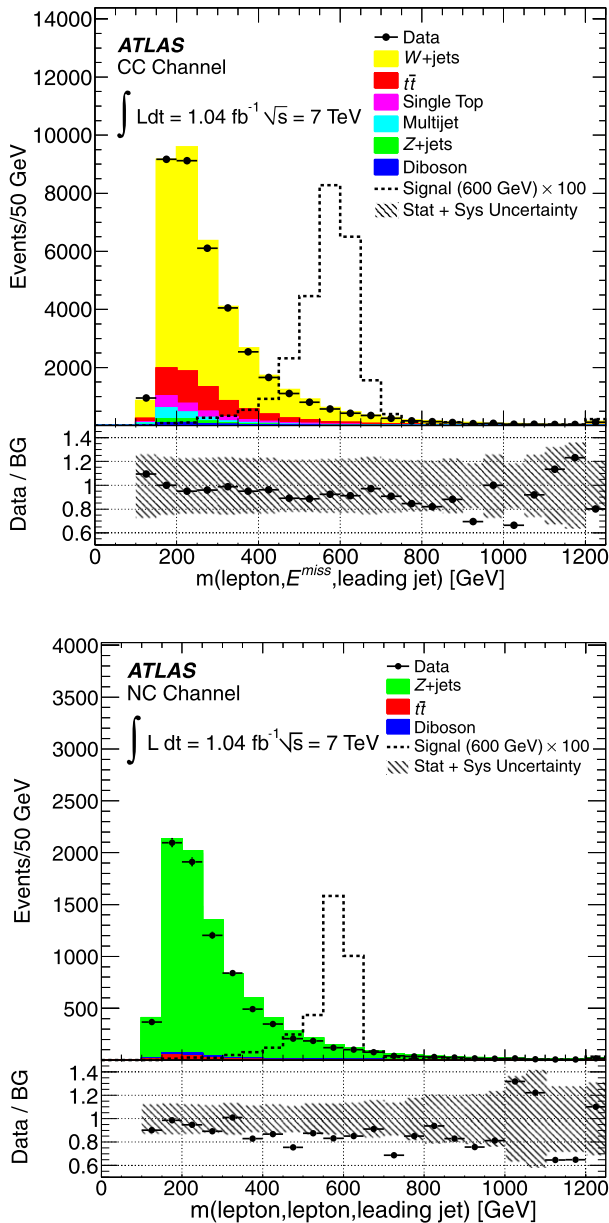 14000
12000
10000
8000
6000
4000
2000
Events/50 GeV
ATLAS
CC Channel
∫ Ldt = 1.04 fb⁻¹ √s = 7 TeV
Data
W+jets
tt̄
Single Top
Multijet
Z+jets
Diboson
Signal (600 GeV) × 100
Stat + Sys Uncertainty
1.4
1.2
1
0.8
0.6
Data / BG
0 200 400 600 800 1000 1200
m(lepton,E^miss,leading jet) [GeV]
4000
3500
3000
2500
2000
1500
1000
500
Events/50 GeV
ATLAS
NC Channel
∫ L dt = 1.04 fb⁻¹ √s = 7 TeV
Data
Z+jets
tt̄
Diboson
Signal (600 GeV) × 100
Stat + Sys Uncertainty
1.4
1.2
1
0.8
0.6
Data / BG
0 200 400 600 800 1000 1200
m(lepton,lepton,leading jet) [GeV]